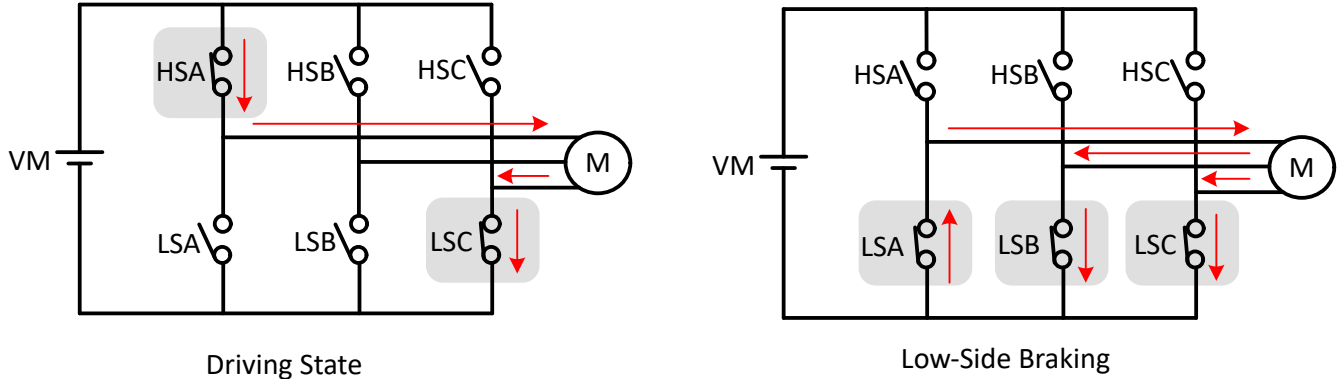 HSA
HSB
HSC
VM
M
LSA
LSB
LSC
Driving State
HSA
HSB
HSC
VM
M
LSA
LSB
LSC
Low-Side Braking